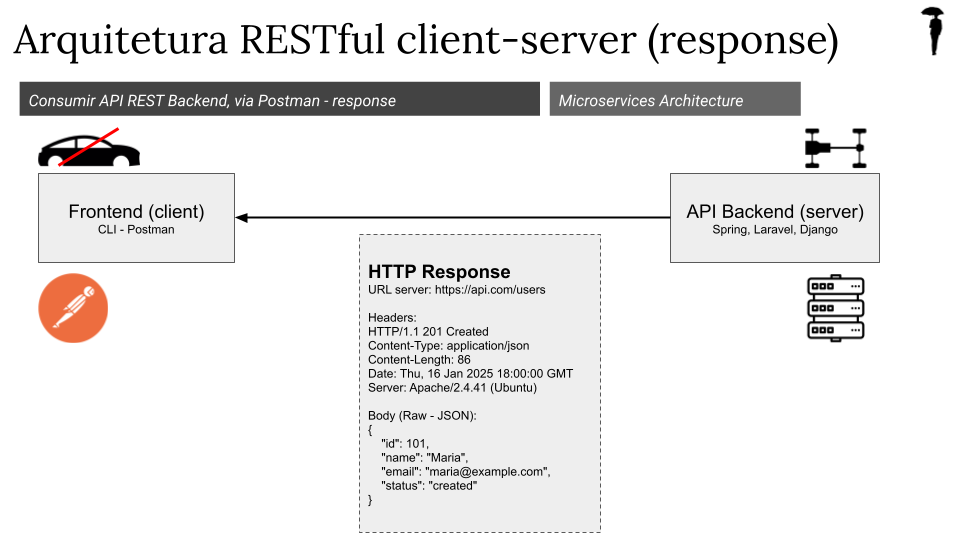 Arquitetura RESTful client-server (response)
Consumir API REST Backend, via Postman - response
Microservices Architecture
Frontend (client)
CLI - Postman
API Backend (server)
Spring, Laravel, Django
HTTP Response
URL server: https://api.com/users
Headers:
HTTP/1.1 201 Created
Content-Type: application/json
Content-Length: 86
Date: Thu, 16 Jan 2025 18:00:00 GMT
Server: Apache/2.4.41 (Ubuntu)
Body (Raw - JSON):
{
    "id": 101,
    "name": "Maria",
    "email": "maria@example.com",
    "status": "created"
}